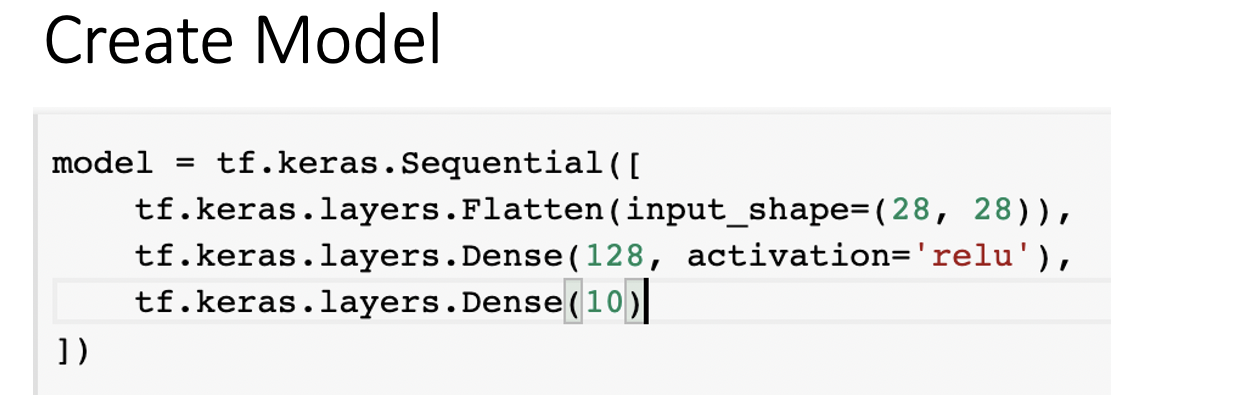 Create Model
model = tf.keras.Sequential([
    tf.keras.layers.Flatten(input_shape=(28, 28)),
    tf.keras.layers.Dense(128, activation='relu'),
    tf.keras.layers.Dense(10)
])